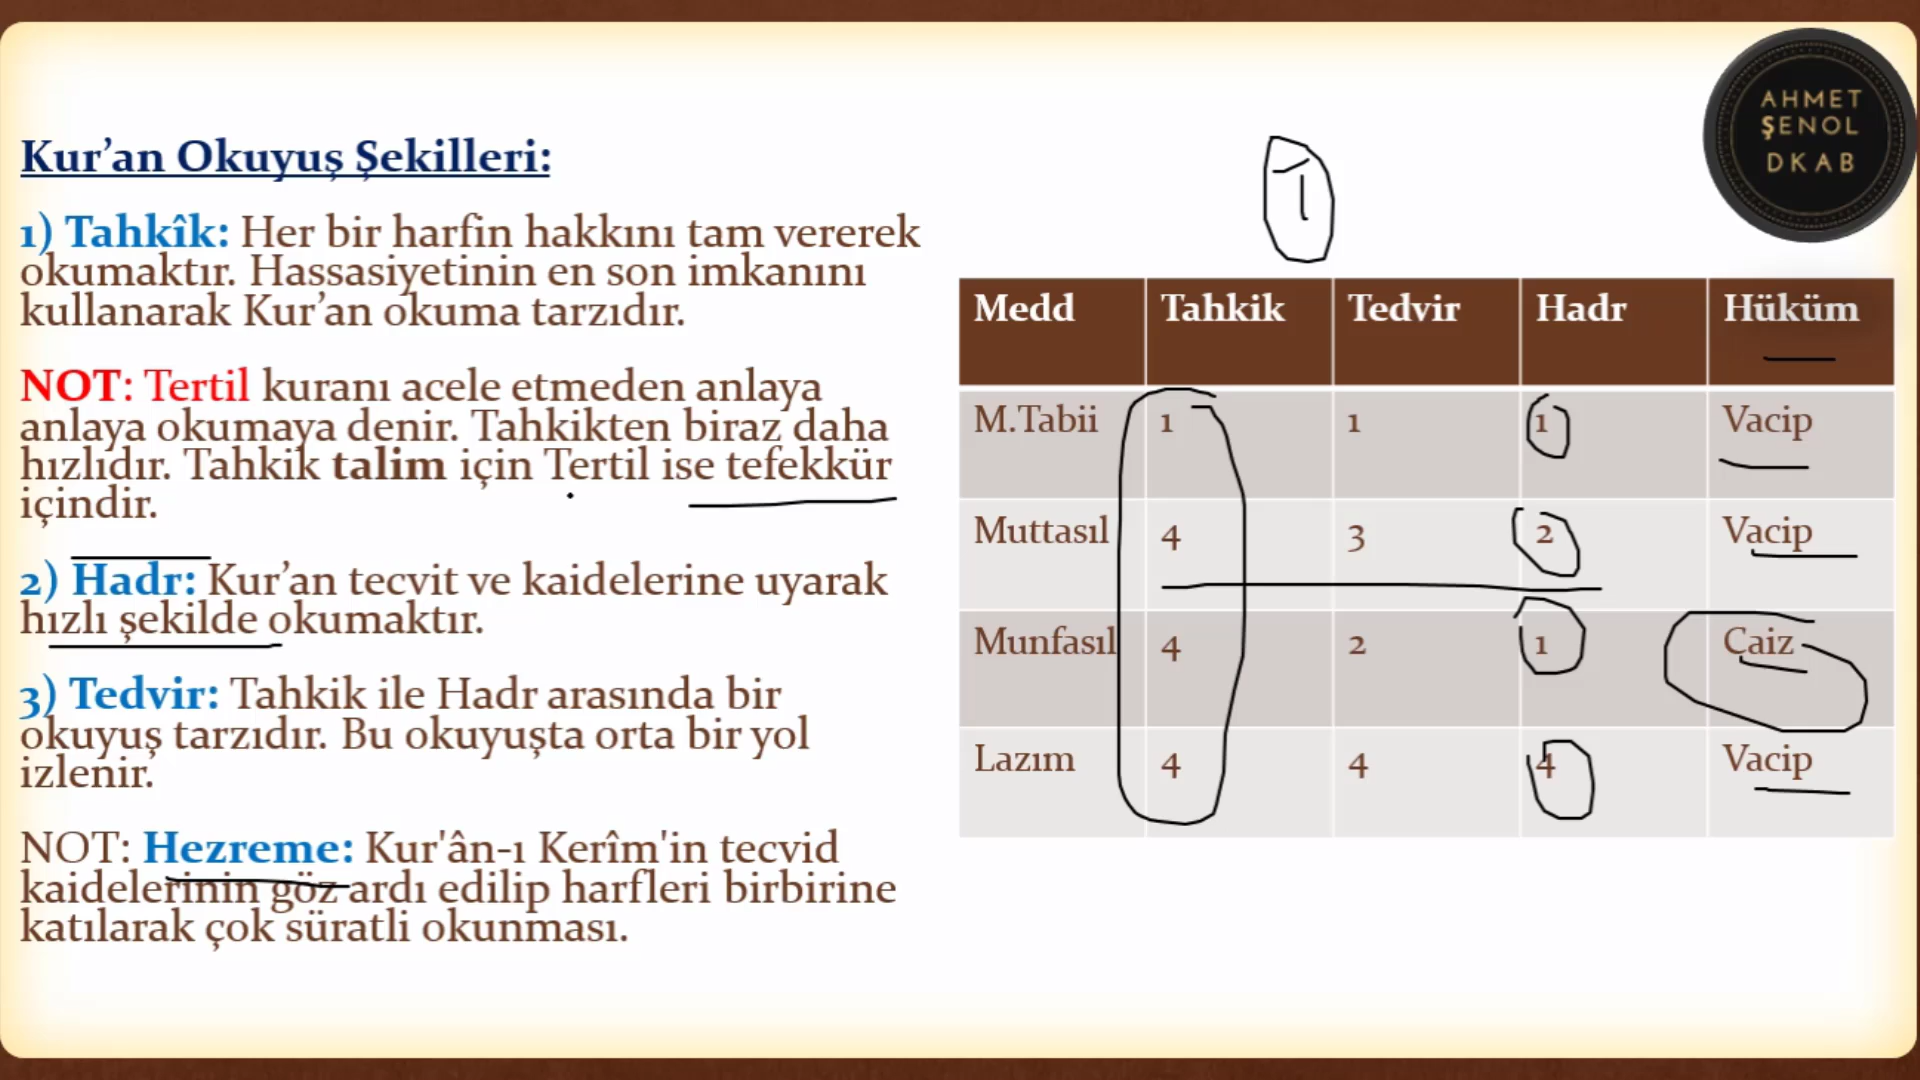 Kur’an Okuyuş Şekilleri:
1) Tahkîk: Her bir harfin hakkını tam vererek
okumaktır. Hassasiyetinin en son imkanını
kullanarak Kur’an okuma tarzıdır.
NOT: Tertil kuranı acele etmeden anlaya
anlaya okumaya denir. Tahkikten biraz daha
hızlıdır. Tahkik talim için Tertil ise tefekkür
içindir.
2) Hadr: Kur’an tecvit ve kaidelerine uyarak
hızlı şekilde okumaktır.
3) Tedvir: Tahkik ile Hadr arasında bir
okuyuş tarzıdır. Bu okuyuşta orta bir yol
izlenir.
NOT: Hezreme: Kur'ân-ı Kerîm'in tecvid
kaidelerinin göz ardı edilip harfleri birbirine
katılarak çok süratli okunması.
AHMET
ŞENOL
DKAB
1
Medd Tahkik Tedvir Hadr Hüküm
M.Tabii 1 1 1 Vacip
Muttasıl 4 3 2 Vacip
Munfasıl 4 2 1 Caiz
Lazım 4 4 4 Vacip